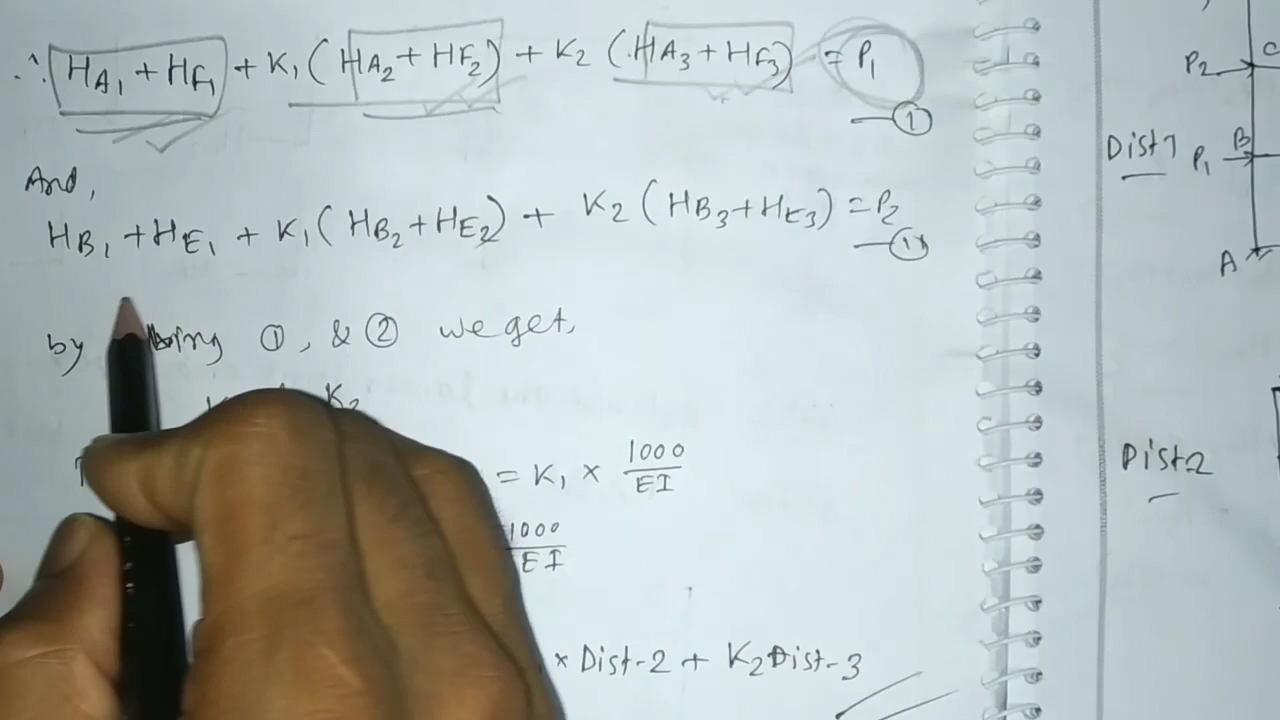 ∴ HA₁ + HF₁ + K₁ ( HA₂ + HF₂ ) + K₂ ( HA₃ + HF₃ ) = P₁
— ①
And,
HB₁ + HE₁ + K₁ ( HB₂ + HE₂ ) + K₂ ( HB₃ + HE₃ ) = P₂
by ①, & ② we get,
K₂
= K₁ × 1000/EI
1000/EI
× Dist-2 + K₂ Dist-3
P₂ C
Dist 1 P₁ B
A
Dist 2